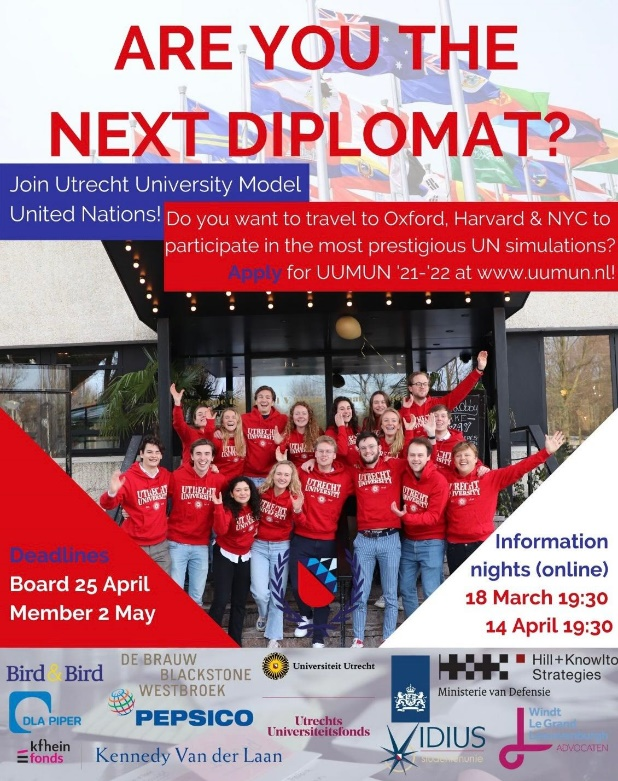 ARE YOU THE
NEXT DIPLOMAT?
Join Utrecht University Model
United Nations!
Do you want to travel to Oxford, Harvard & NYC to
participate in the most prestigious UN simulations?
Apply for UUMUN '21-'22 at www.uumun.nl!
UTRECHT
UNIVERSITY
Deadlines
Board 25 April
Member 2 May
Information
nights (online)
18 March 19:30
14 April 19:30
Bird & Bird
DE BRAUW
BLACKSTONE
WESTBROEK
Universiteit Utrecht
Ministerie van Defensie
Hill+Knowlto
Strategies
DLA PIPER
PEPSICO
Utrechts
Universiteitsfonds
VIDIUS
studentenunie
Windt
Le Grand
ADVOCATEN
kfhein
fonds
Kennedy Van der Laan